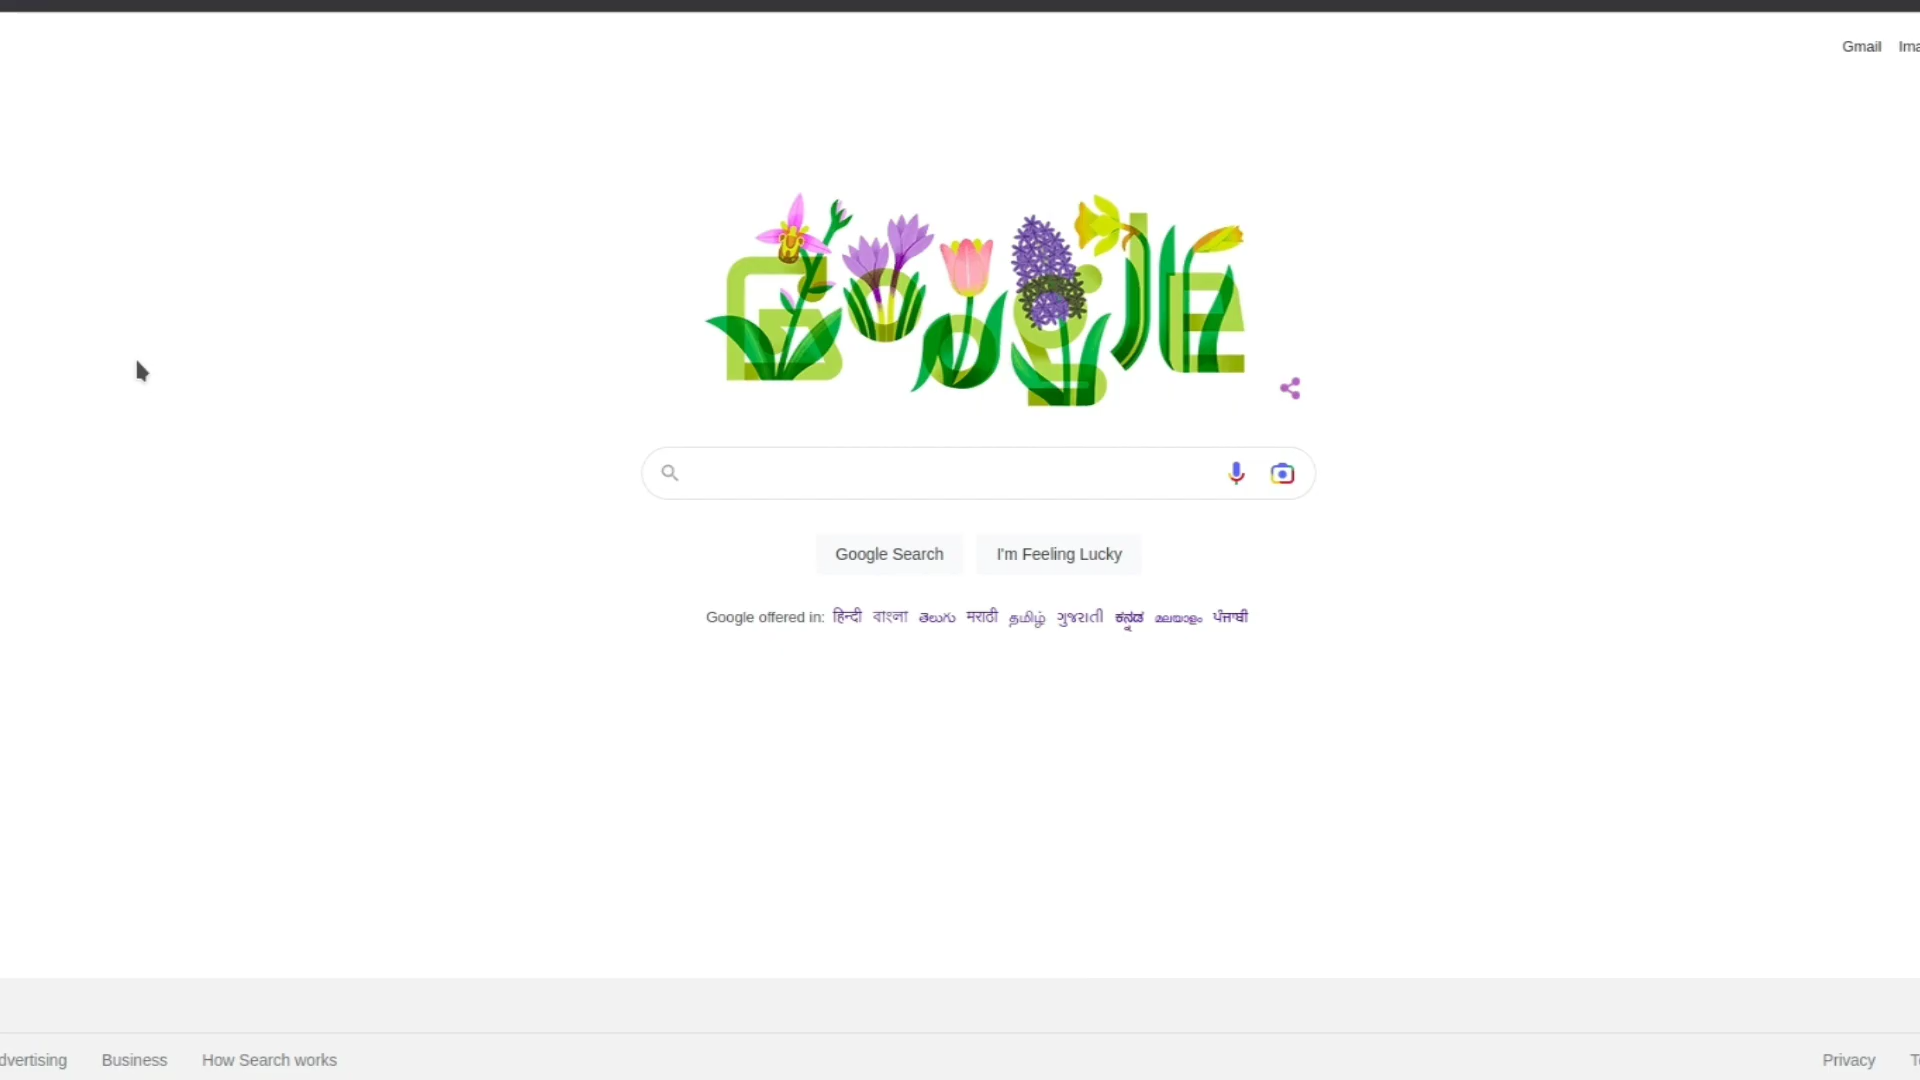 Gmail
GOOGLE
Google Search I'm Feeling Lucky
Google offered in: हिन्दी বাংলা తెలుగు मराठी தமிழ் ગુજરાતી ಕನ್ನಡ മലയാളം ਪੰਜਾਬੀ
Business How Search works Privacy